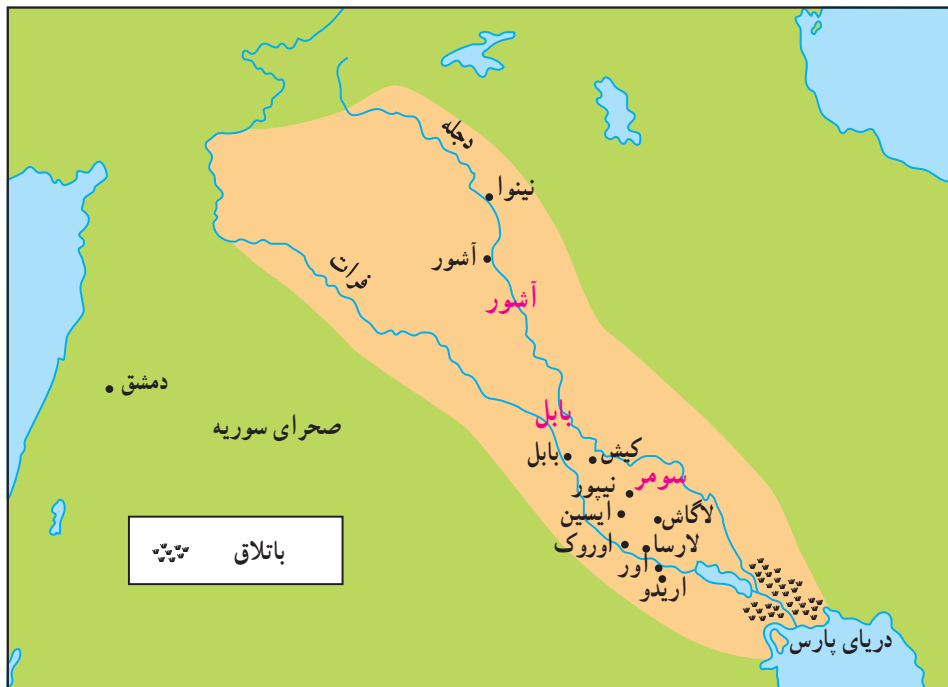 دجله
نینوا
آشور
فرات
آشور
دمشق
بابل
صحرای سوریه
کیش
بابل
سومر
نیپور
لاگاش
ایسین
لارسا
اوروک
باتلاق
اور
اریدو
دریای پارس